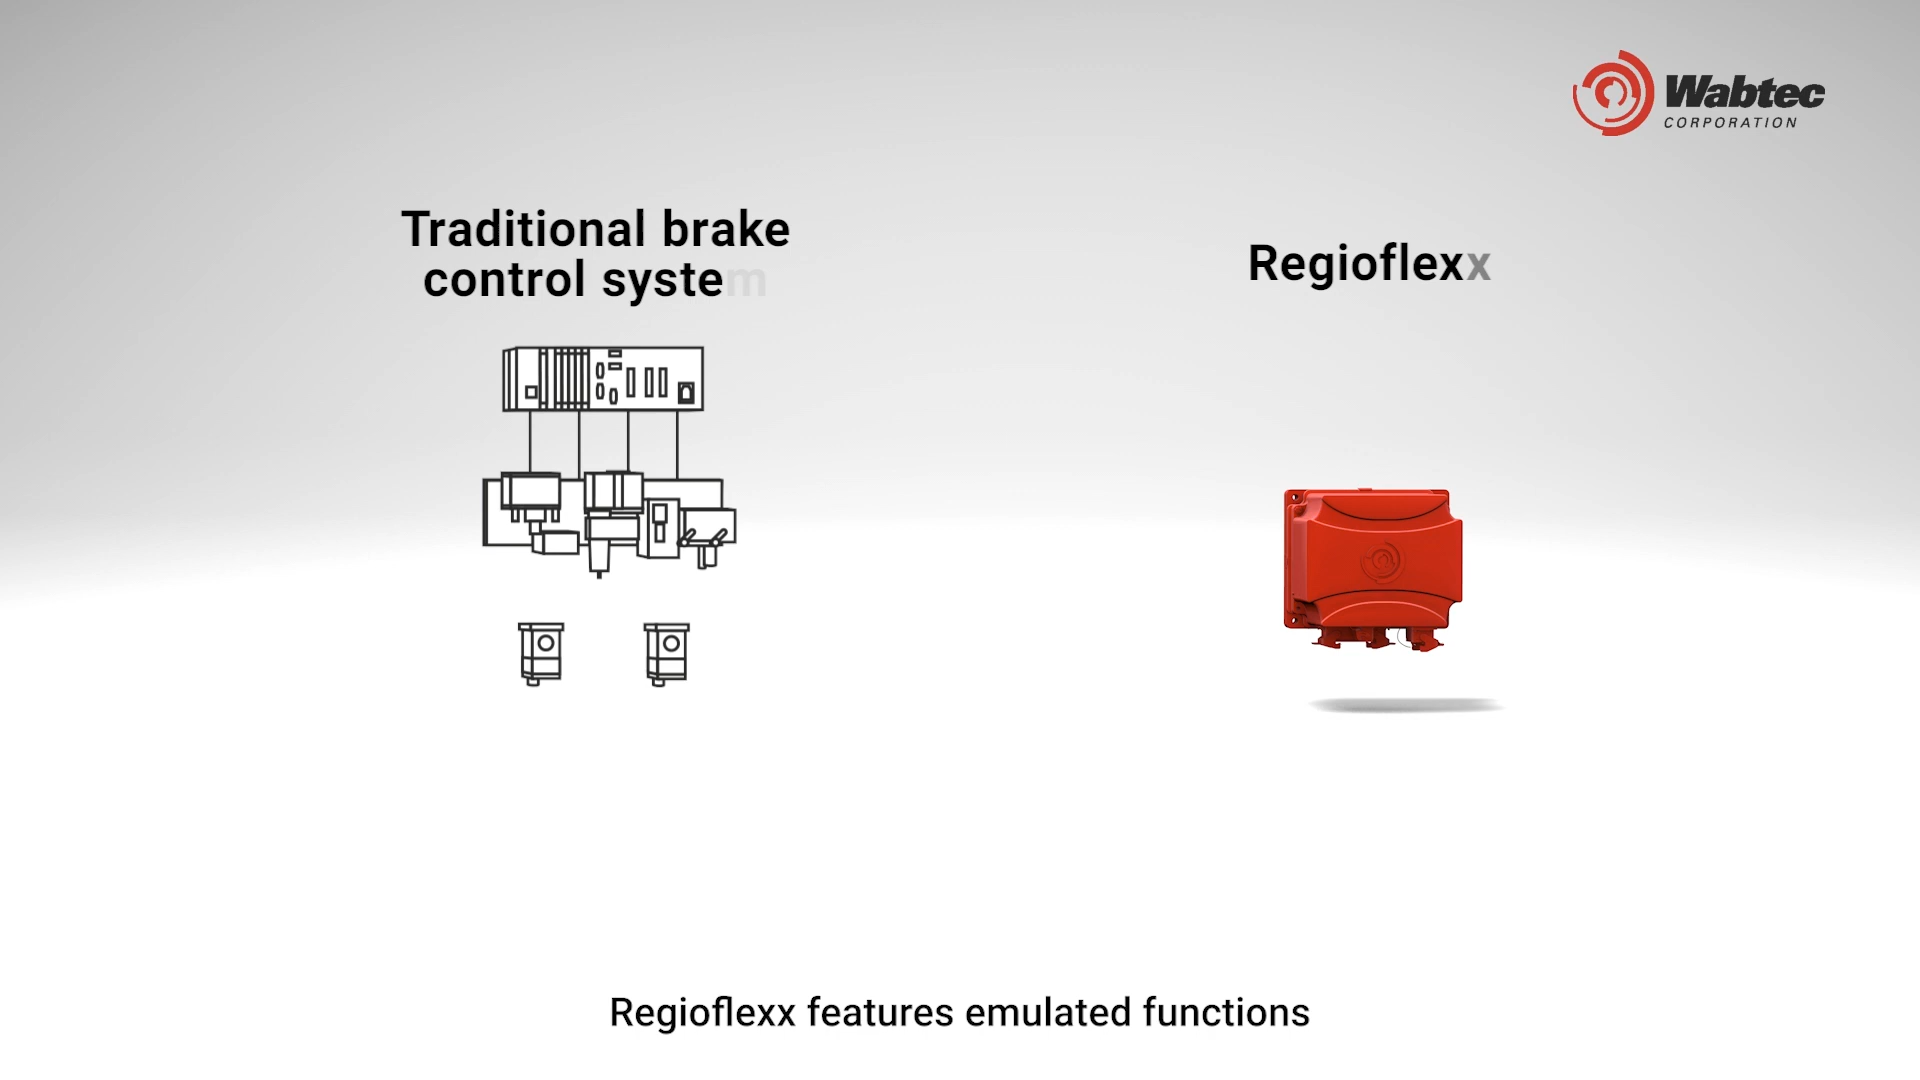 Wabtec
CORPORATION
Traditional brake
control system
Regioflexx
Regioflexx features emulated functions